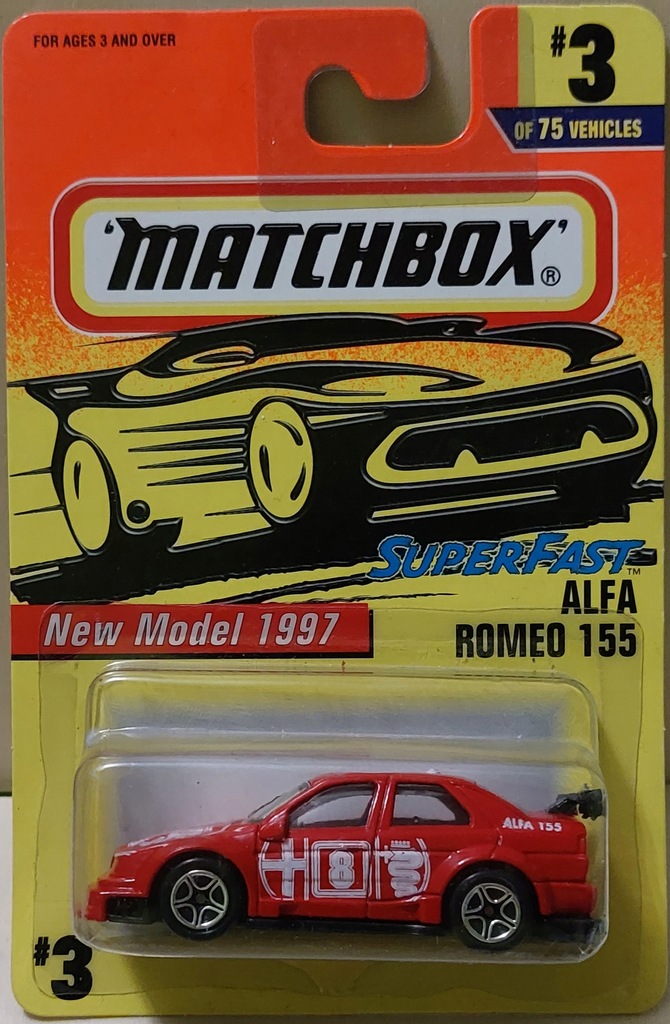 FOR AGES 3 AND OVER
#3
OF 75 VEHICLES
'MATCHBOX'®
SUPERFAST™
ALFA
ROMEO 155
New Model 1997
ALFA 155
8
#3